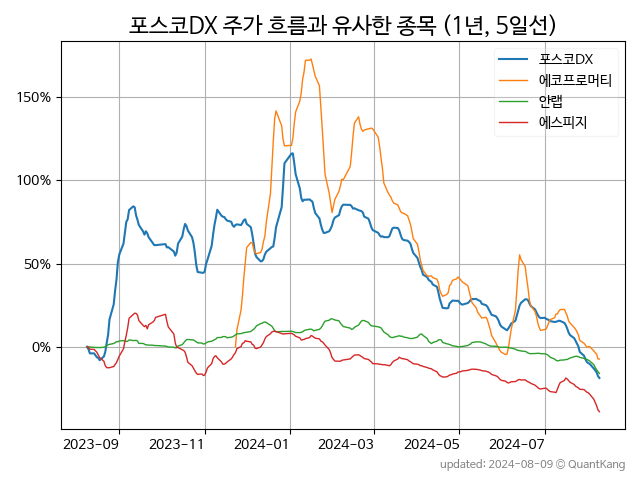 포스코DX 주가 흐름과 유사한 종목 (1년, 5일선)
포스코DX
에코프로머티
안랩
에스피지
150%
100%
50%
0%
2023-09 2023-11 2024-01 2024-03 2024-05 2024-07
updated: 2024-08-09 © QuantKang